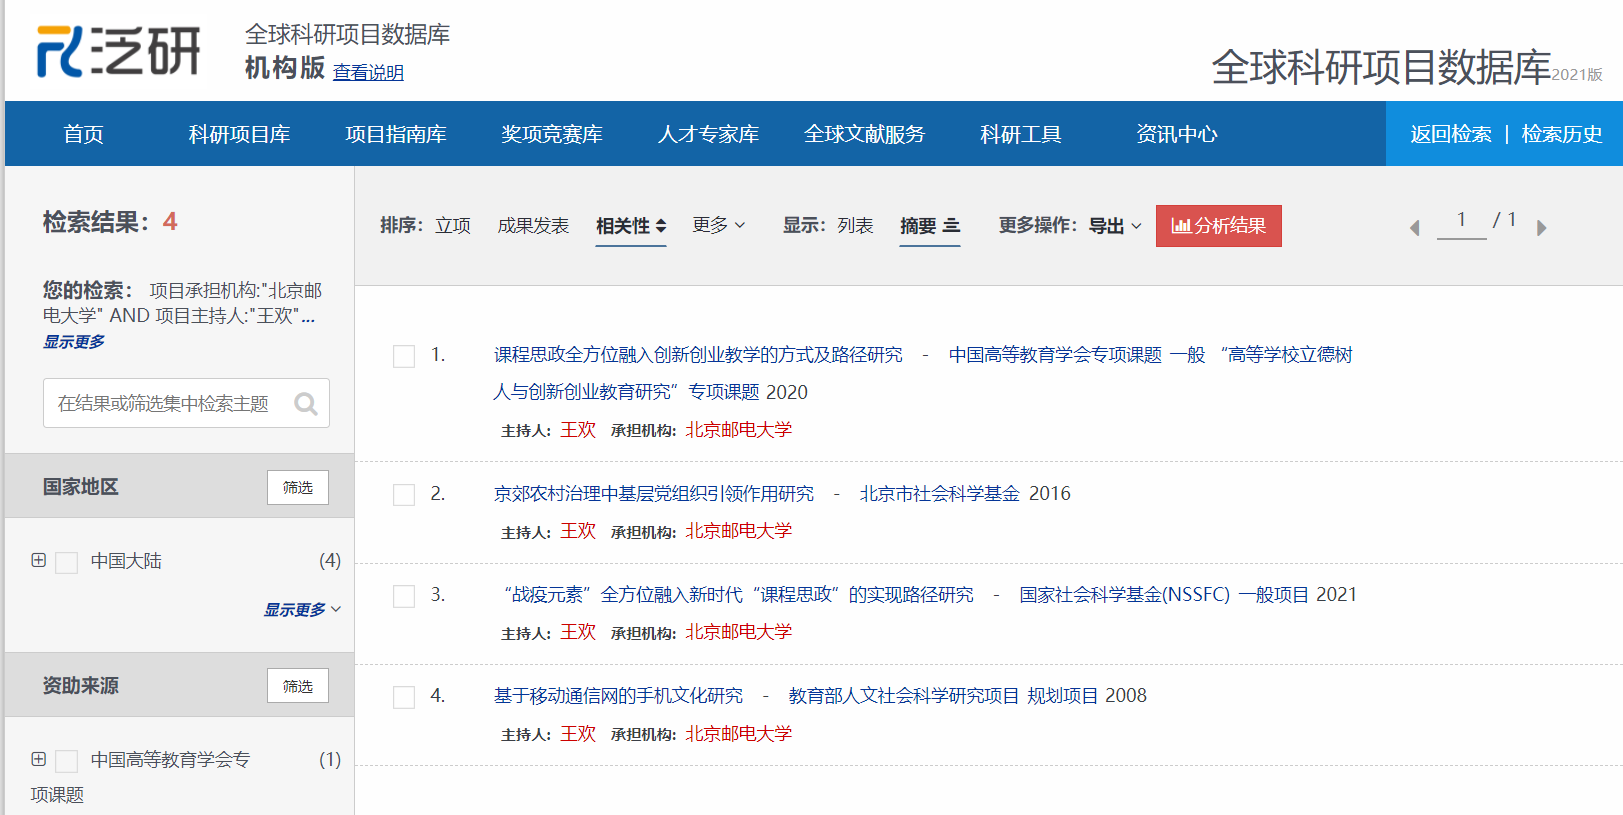 泛研
全球科研项目数据库
机构版 查看说明
全球科研项目数据库2021版
首页 科研项目库 项目指南库 奖项竞赛库 人才专家库 全球文献服务 科研工具 资讯中心 返回检索 | 检索历史
检索结果：4
您的检索： 项目承担机构:"北京邮
电大学" AND 项目主持人:"王欢"...
显示更多
在结果或筛选集中检索主题
国家地区 筛选
中国大陆 (4)
显示更多
资助来源 筛选
中国高等教育学会专 (1)
项课题
排序： 立项 成果发表 相关性 更多 显示： 列表 摘要 更多操作： 导出 分析结果 1 / 1
1. 课程思政全方位融入创新创业教学的方式及路径研究 - 中国高等教育学会专项课题 一般 “高等学校立德树
人与创新创业教育研究”专项课题 2020
主持人: 王欢 承担机构: 北京邮电大学
2. 京郊农村治理中基层党组织引领作用研究 - 北京市社会科学基金 2016
主持人: 王欢 承担机构: 北京邮电大学
3. “战疫元素”全方位融入新时代“课程思政”的实现路径研究 - 国家社会科学基金(NSSFC) 一般项目 2021
主持人: 王欢 承担机构: 北京邮电大学
4. 基于移动通信网的手机文化研究 - 教育部人文社会科学研究项目 规划项目 2008
主持人: 王欢 承担机构: 北京邮电大学